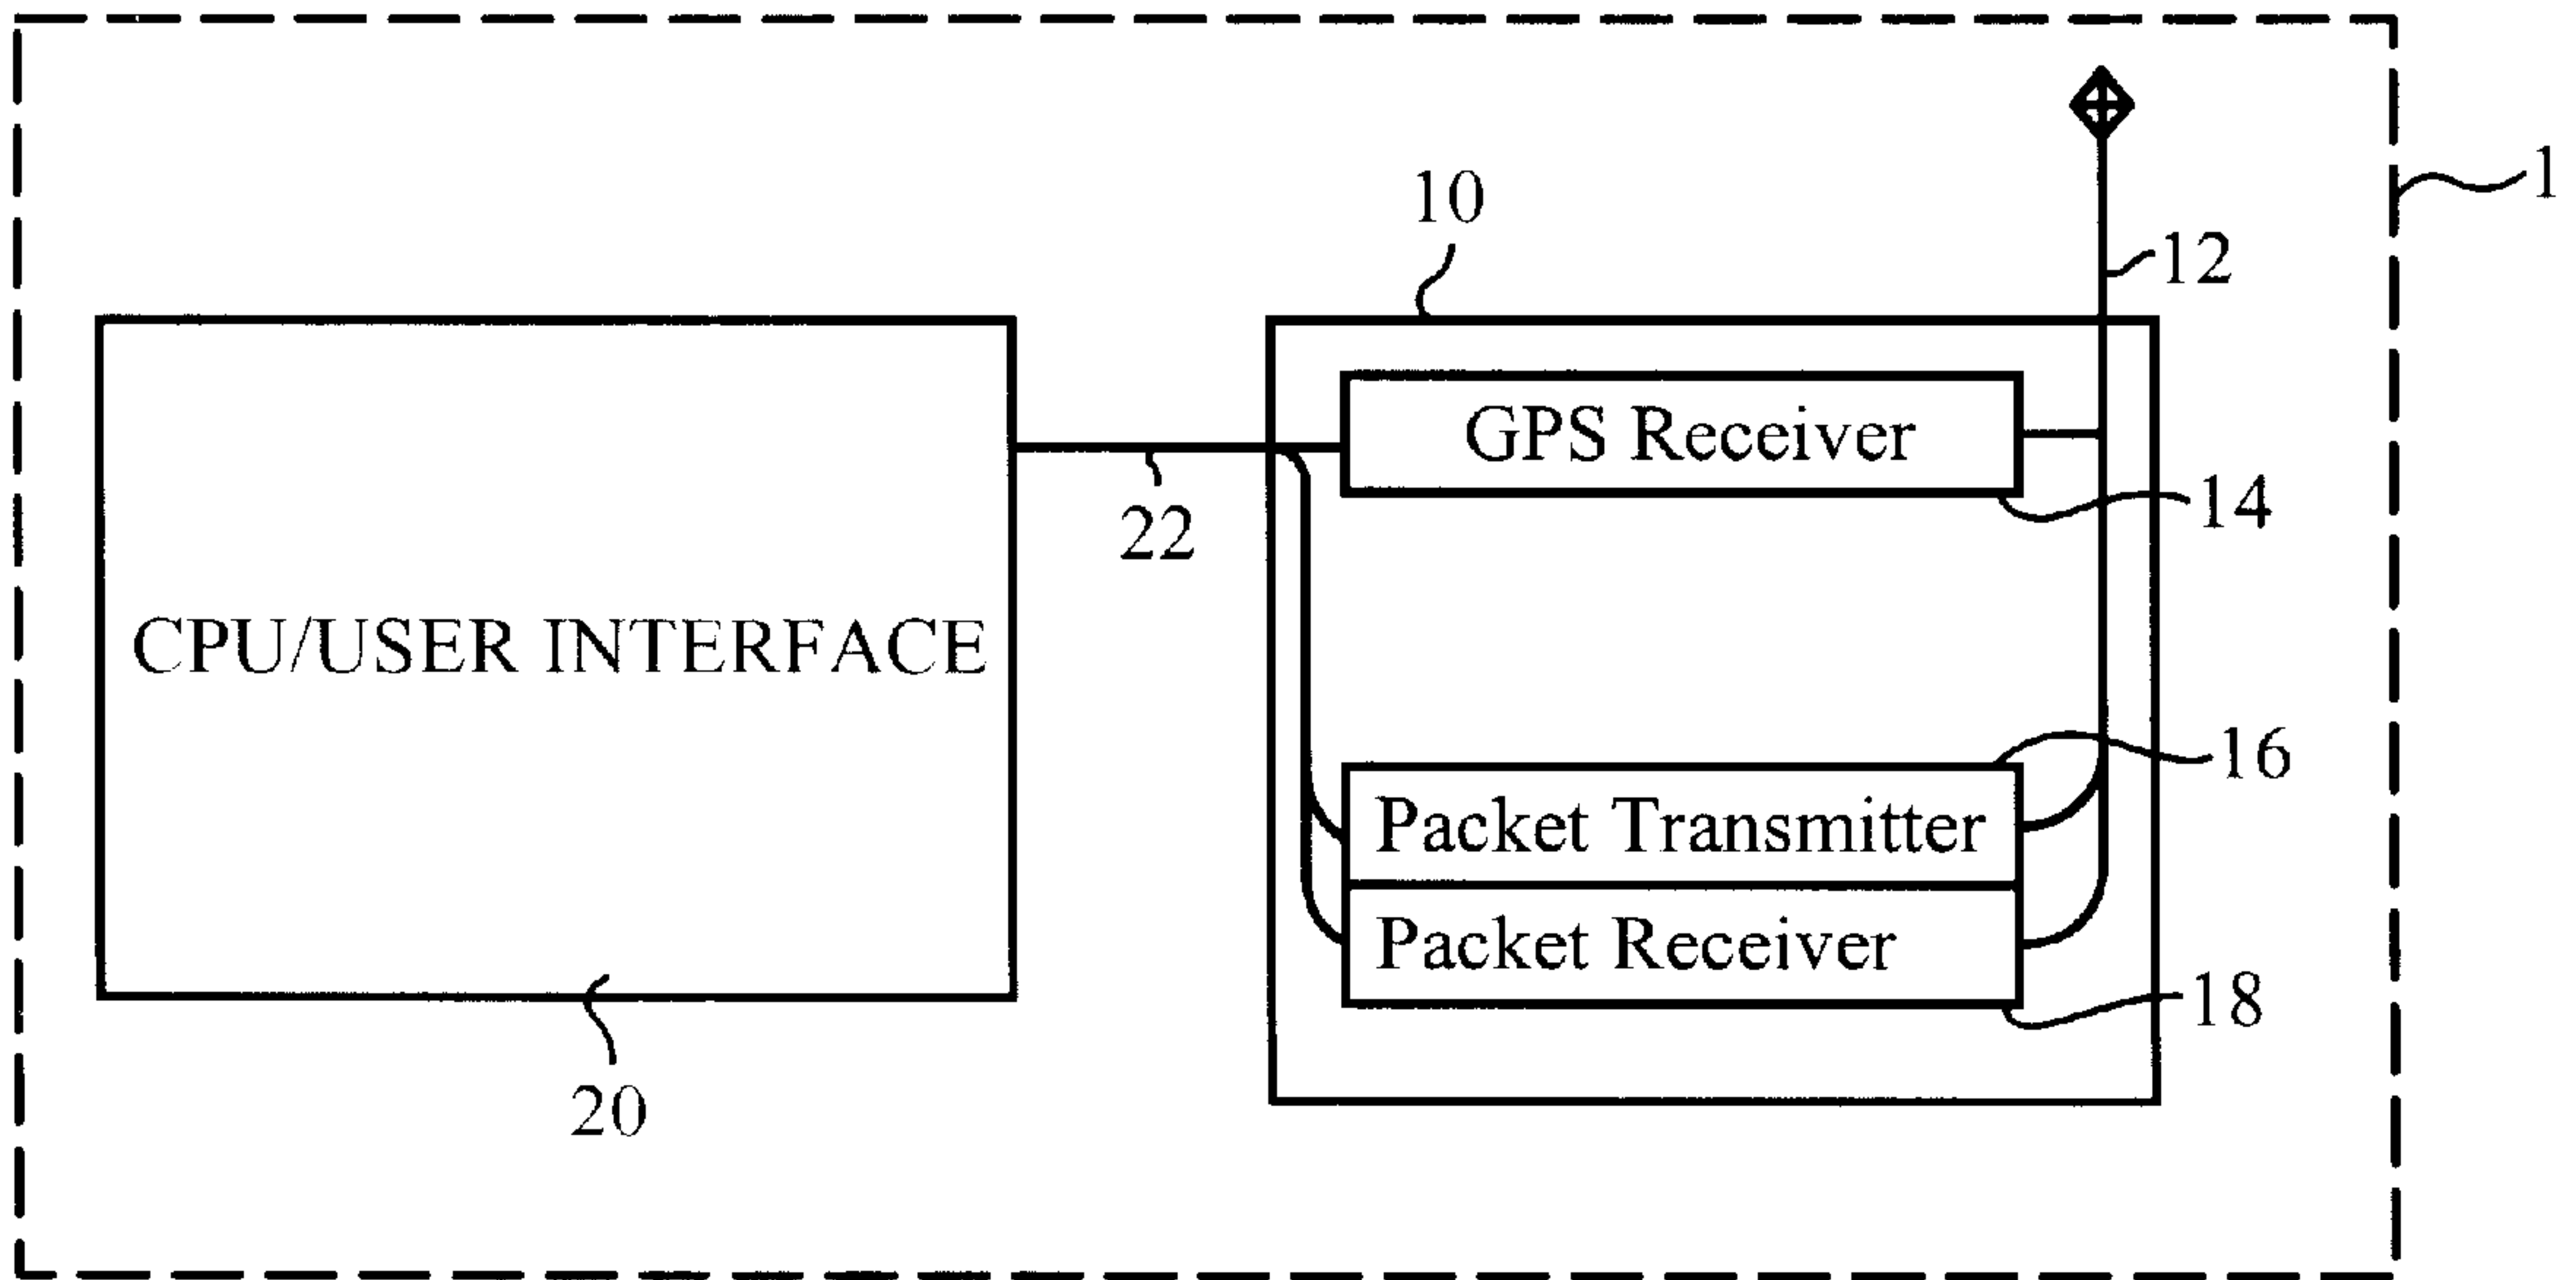 1
10
12
GPS Receiver
22
14
CPU/USER INTERFACE
16
Packet Transmitter
Packet Receiver
18
20